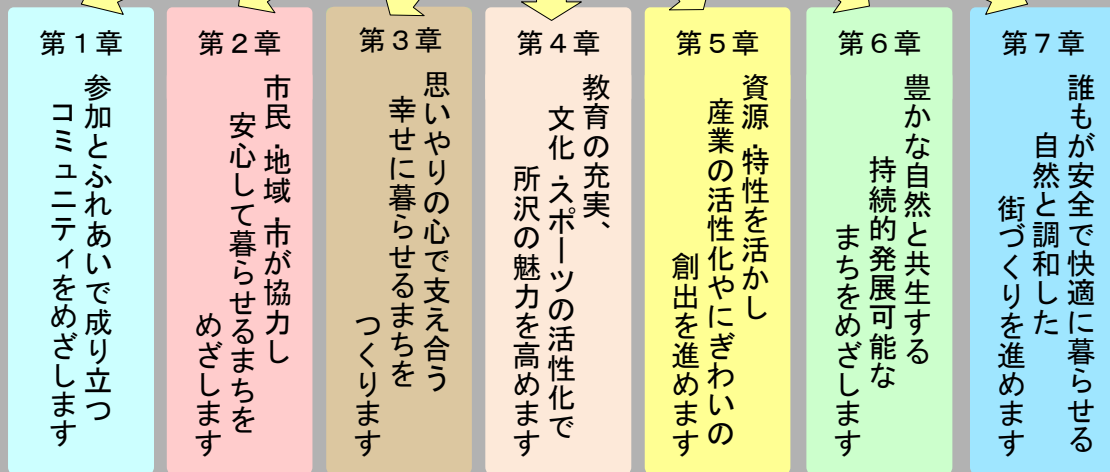 第1章
参加とふれあいで成り立つ
コミュニティをめざします
第2章
市民・地域・市が協力し
安心して暮らせるまちを
めざします
第3章
思いやりの心で支え合う
幸せに暮らせるまちを
つくります
第4章
教育の充実、
文化・スポーツの活性化で
所沢の魅力を高めます
第5章
資源・特性を活かし
産業の活性化やにぎわいの
創出を進めます
第6章
豊かな自然と共生する
持続的発展可能な
まちをめざします
第7章
誰もが安全で快適に暮らせる
自然と調和した
街づくりを進めます